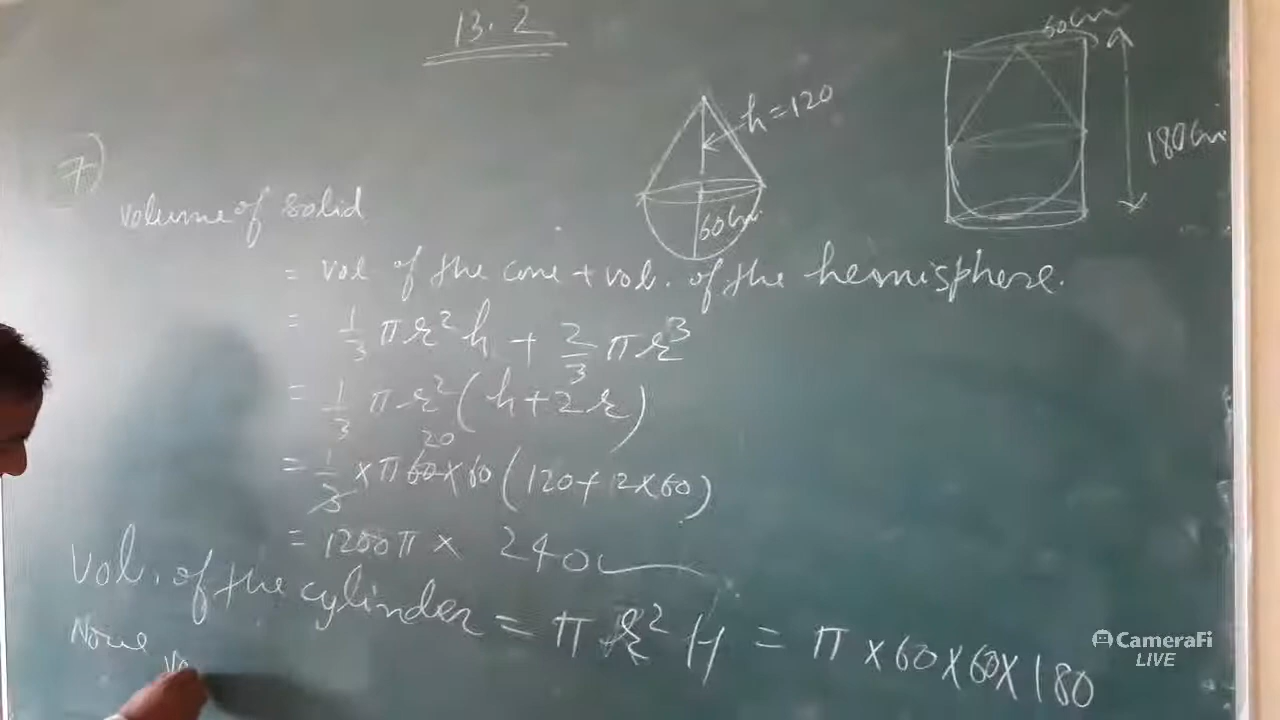 13.2
60cm
h=120
180cm
7)
60cm
volume of solid
= vol of the cone + vol. of the hemisphere.
= 1/3 πr²h + 2/3 πr³
= 1/3 πr²(h+2r)
20
= 1/3 × π 60 × 60 (120+2×60)
= 1200π × 240
Vol. of the cylinder = πr²H = π × 60 × 60 × 180
Now
Vo
CameraFi
LIVE